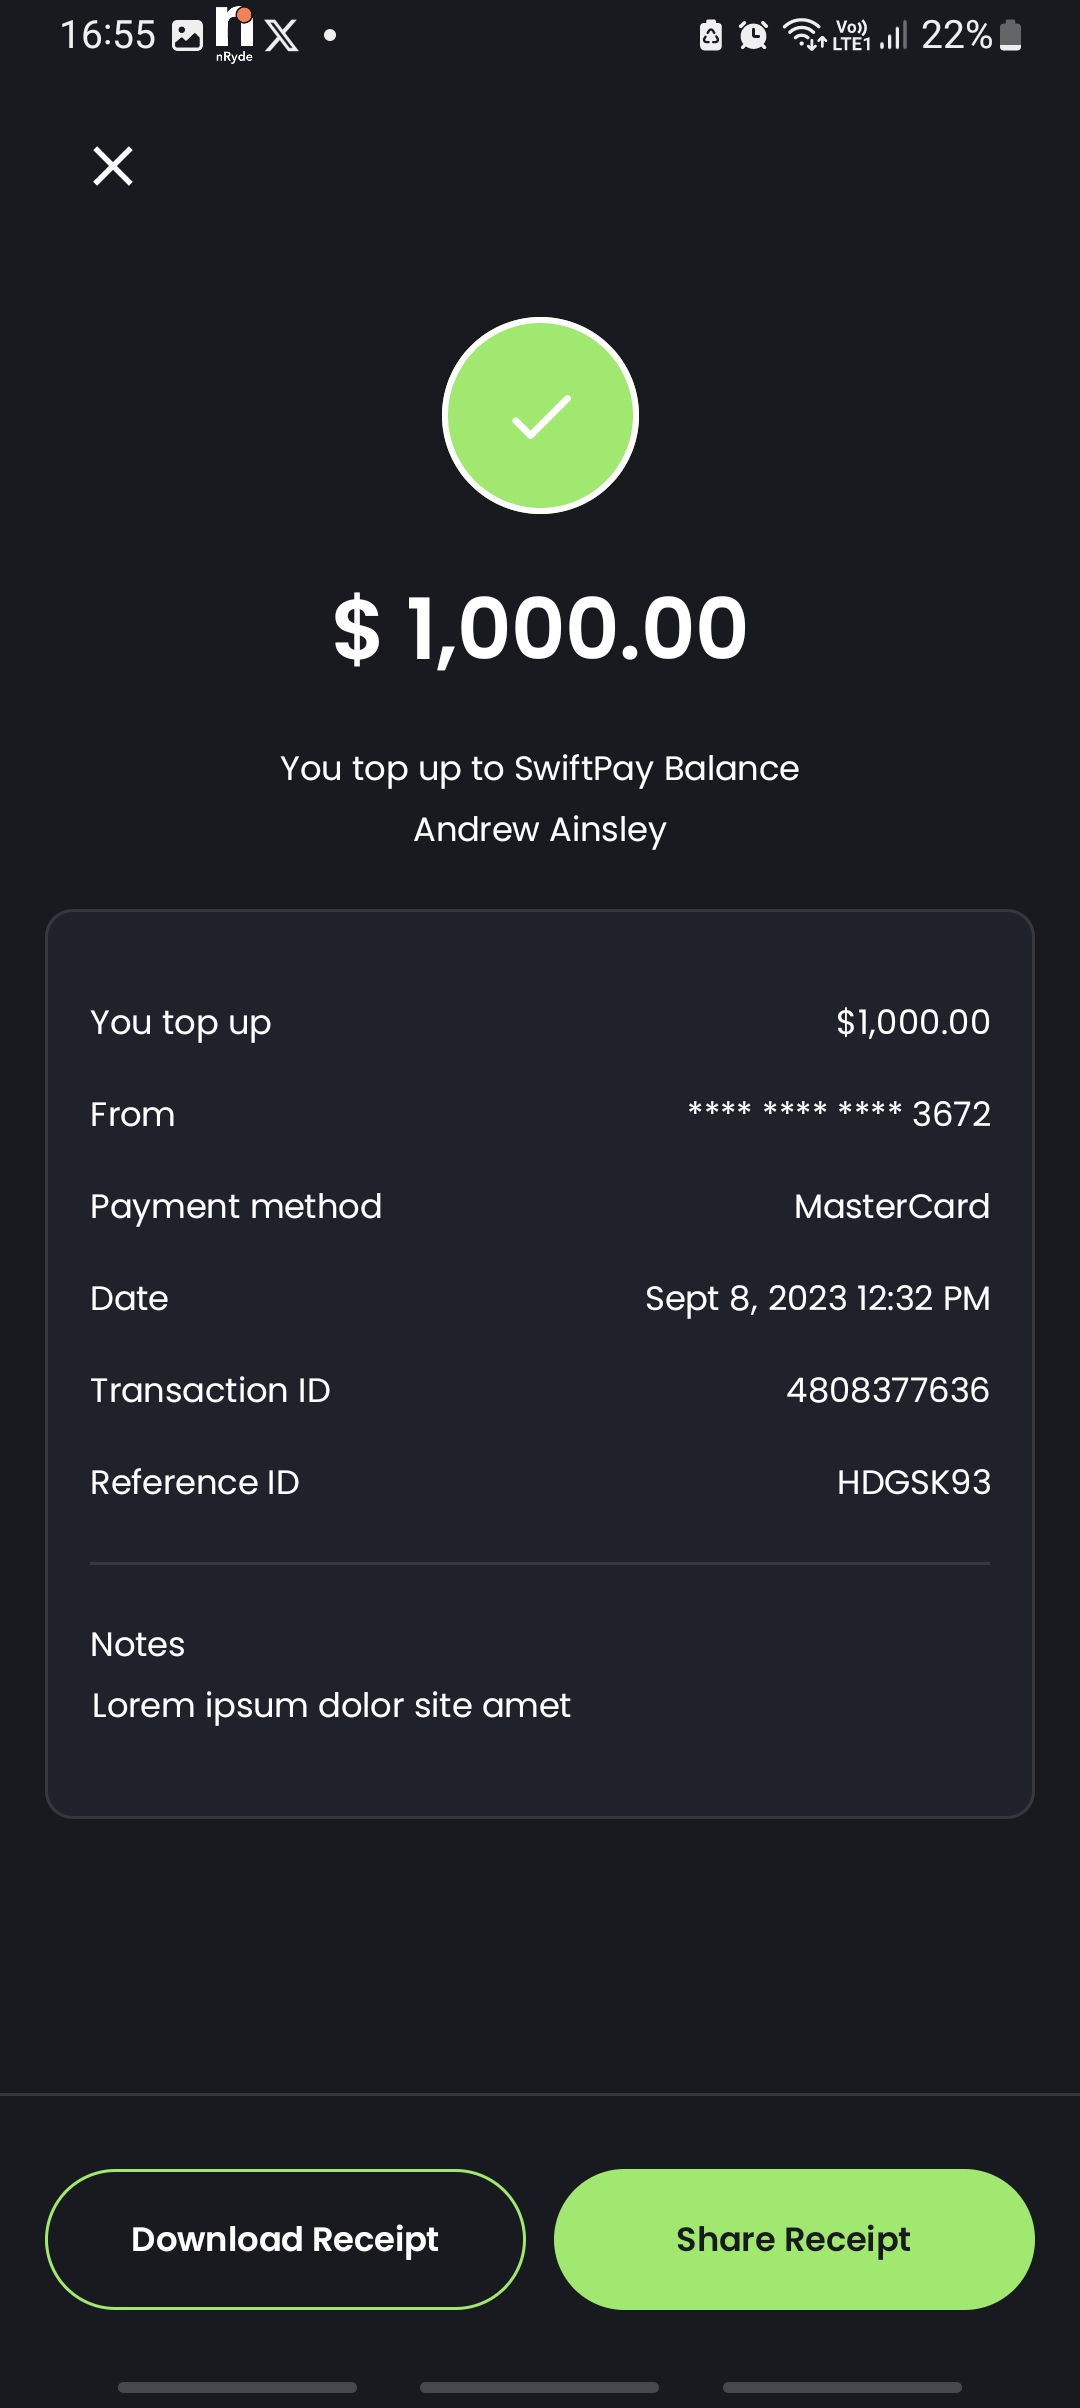 16:55 nRyde Vo)) LTE1 22%
$ 1,000.00
You top up to SwiftPay Balance
Andrew Ainsley
You top up $1,000.00
From **** **** **** 3672
Payment method MasterCard
Date Sept 8, 2023 12:32 PM
Transaction ID 4808377636
Reference ID HDGSK93
Notes
Lorem ipsum dolor site amet
Download Receipt Share Receipt